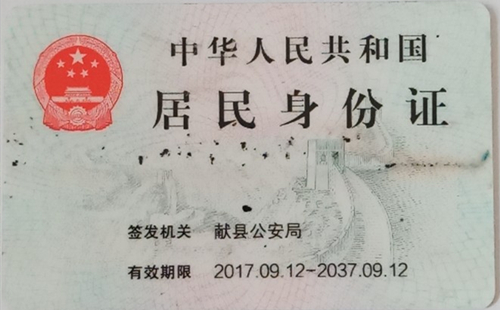 中华人民共和国
居民身份证
签发机关 献县公安局
有效期限 2017.09.12-2037.09.12